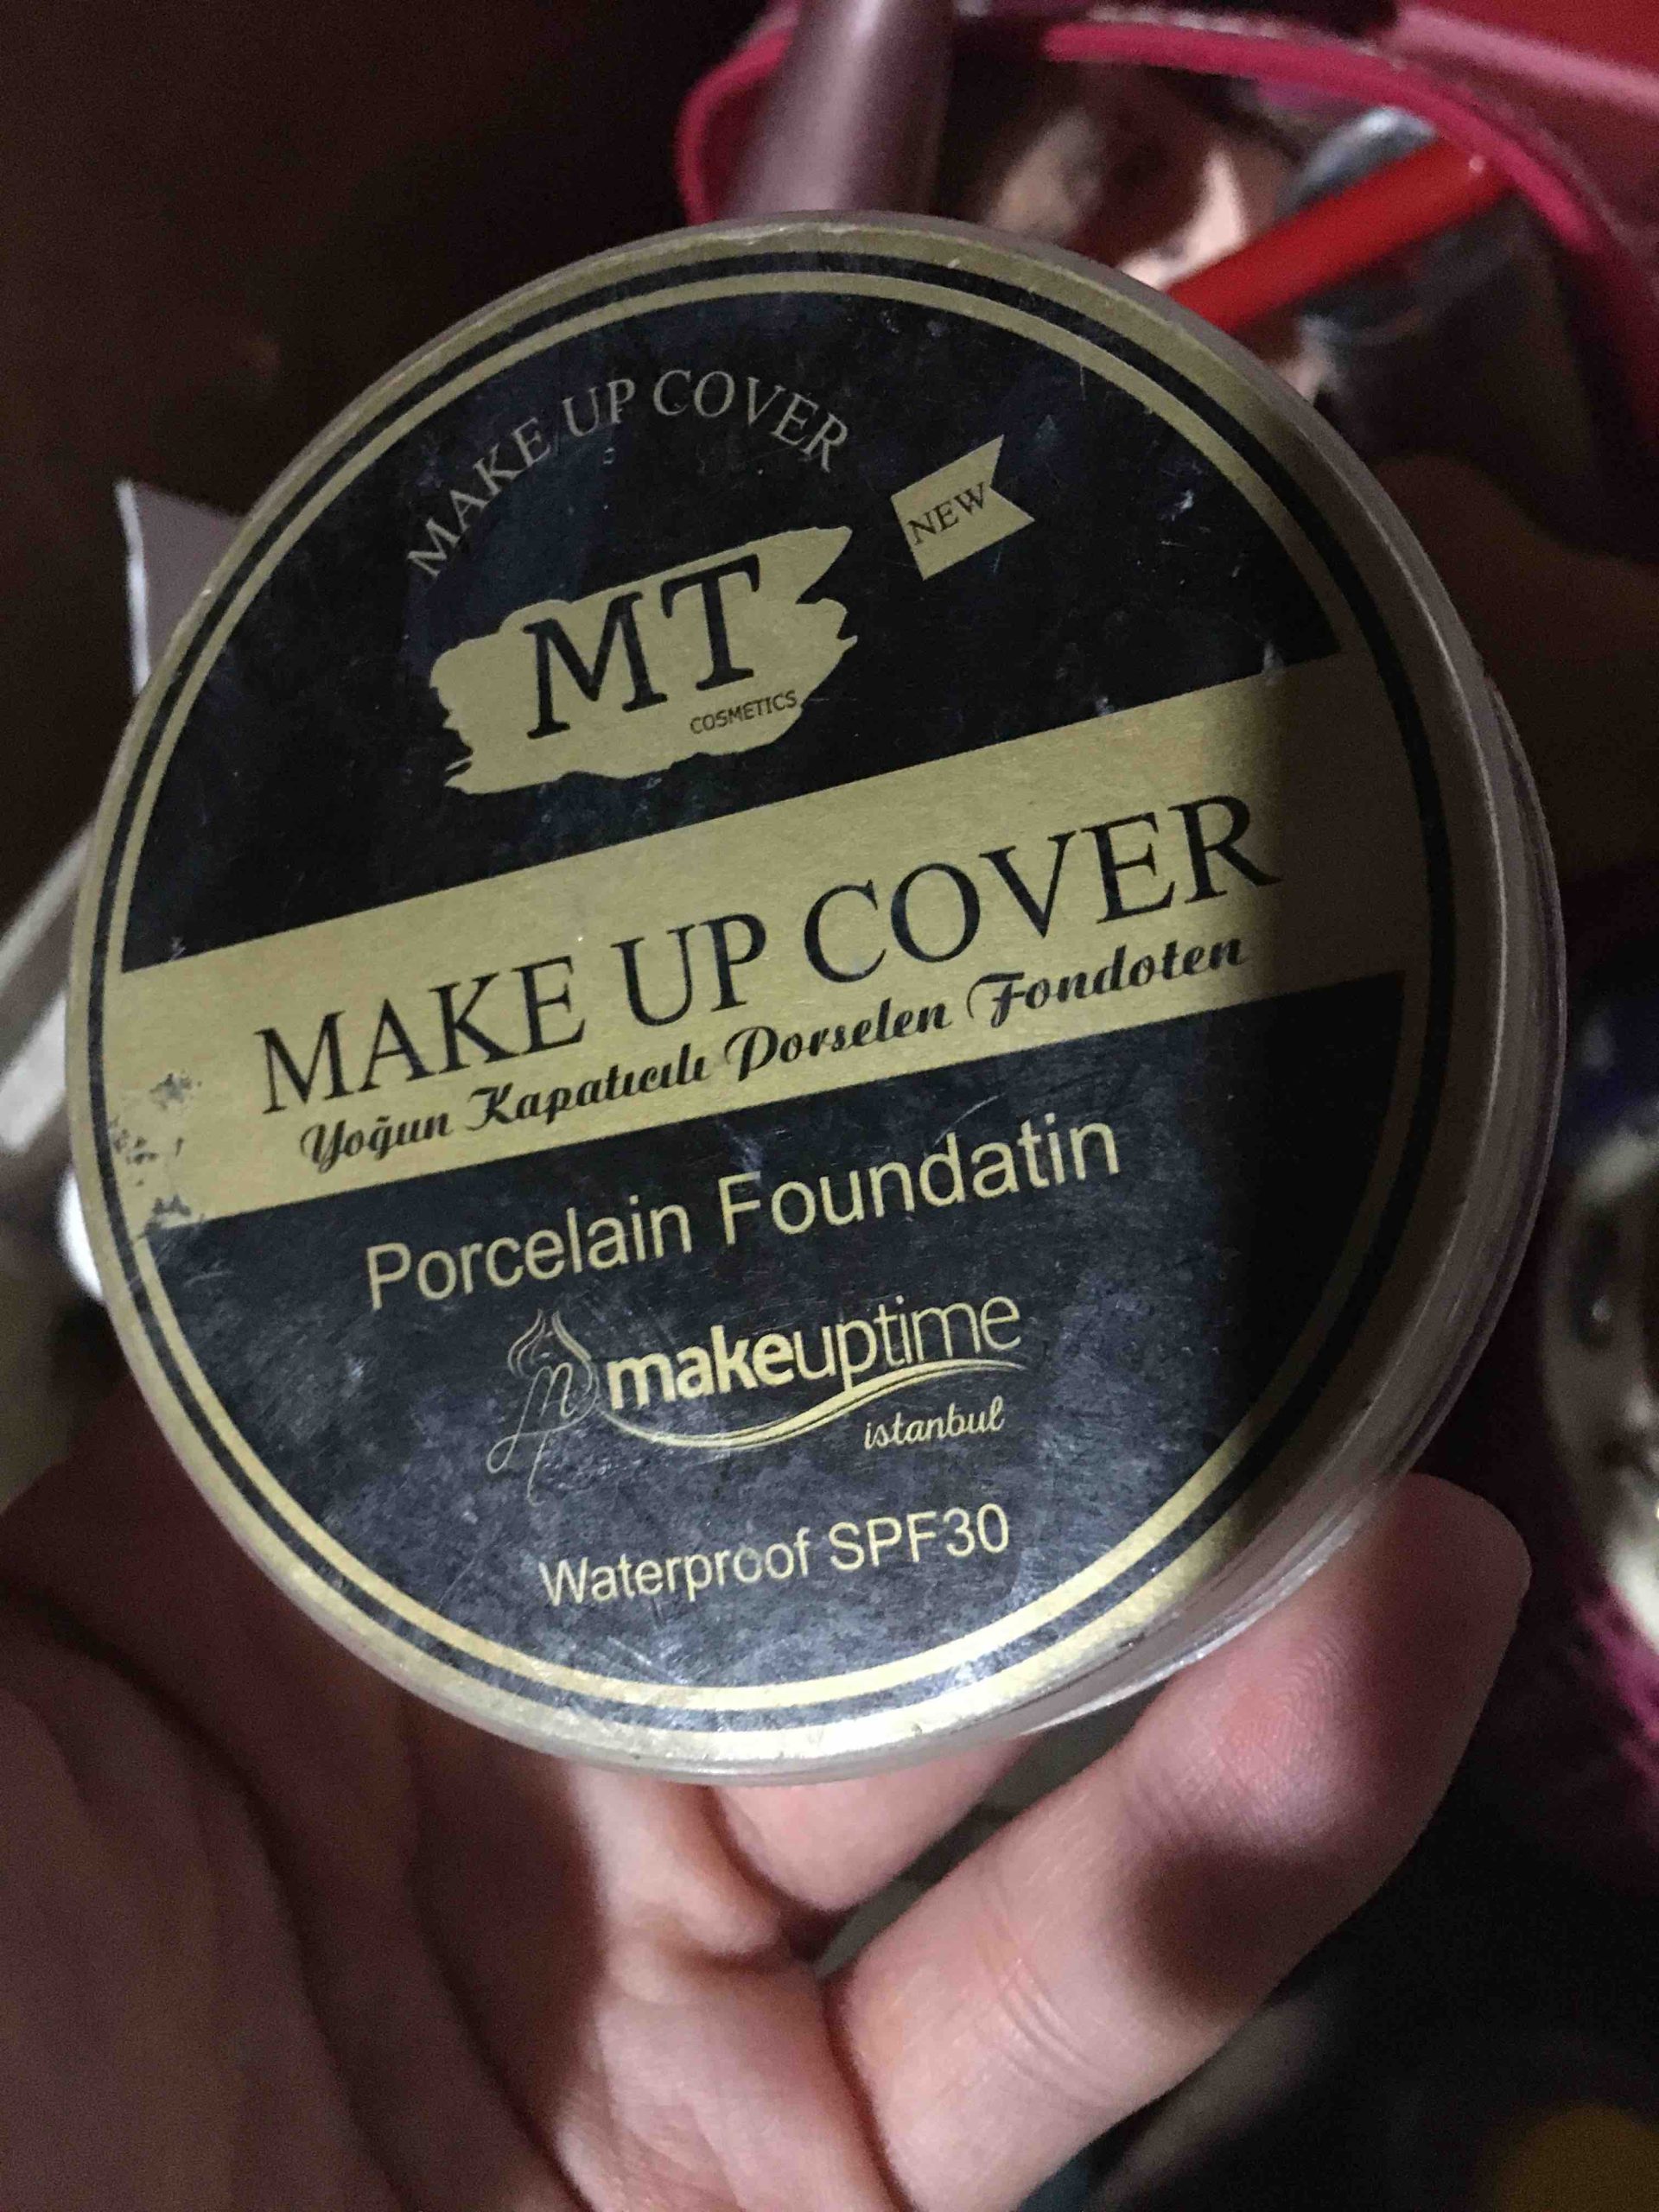 MAKE UP COVER
NEW
MT
COSMETICS
MAKE UP COVER
Yoğun Kapatıcılı Porselen Fondoten
Porcelain Foundatin
makeuptime
istanbul
Waterproof SPF30